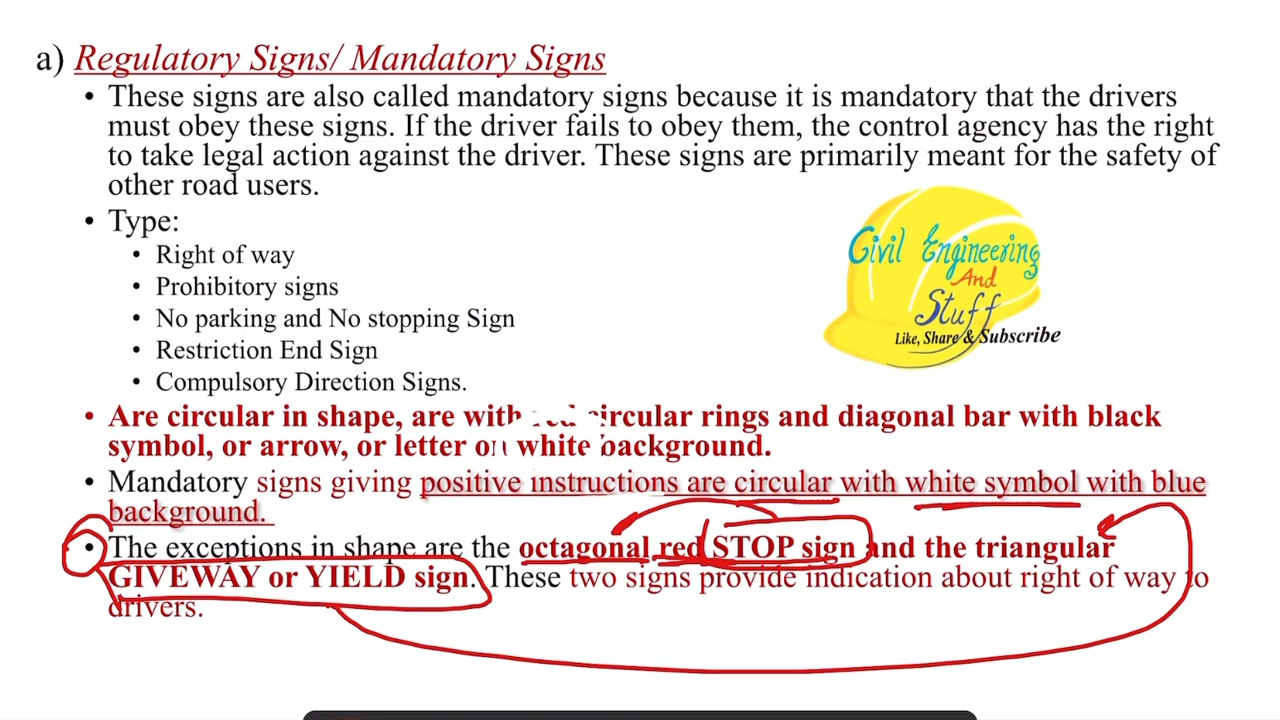 a) Regulatory Signs/ Mandatory Signs
• These signs are also called mandatory signs because it is mandatory that the drivers
must obey these signs. If the driver fails to obey them, the control agency has the right
to take legal action against the driver. These signs are primarily meant for the safety of
other road users.
• Type:
• Right of way
• Prohibitory signs
• No parking and No stopping Sign
• Restriction End Sign
• Compulsory Direction Signs.
Civil Engineering
And
Stuff
Like, Share & Subscribe
• Are circular in shape, are with red circular rings and diagonal bar with black
symbol, or arrow, or letter on white background.
• Mandatory signs giving positive instructions are circular with white symbol with blue
background.
• The exceptions in shape are the octagonal red STOP sign and the triangular
GIVEWAY or YIELD sign. These two signs provide indication about right of way to
drivers.